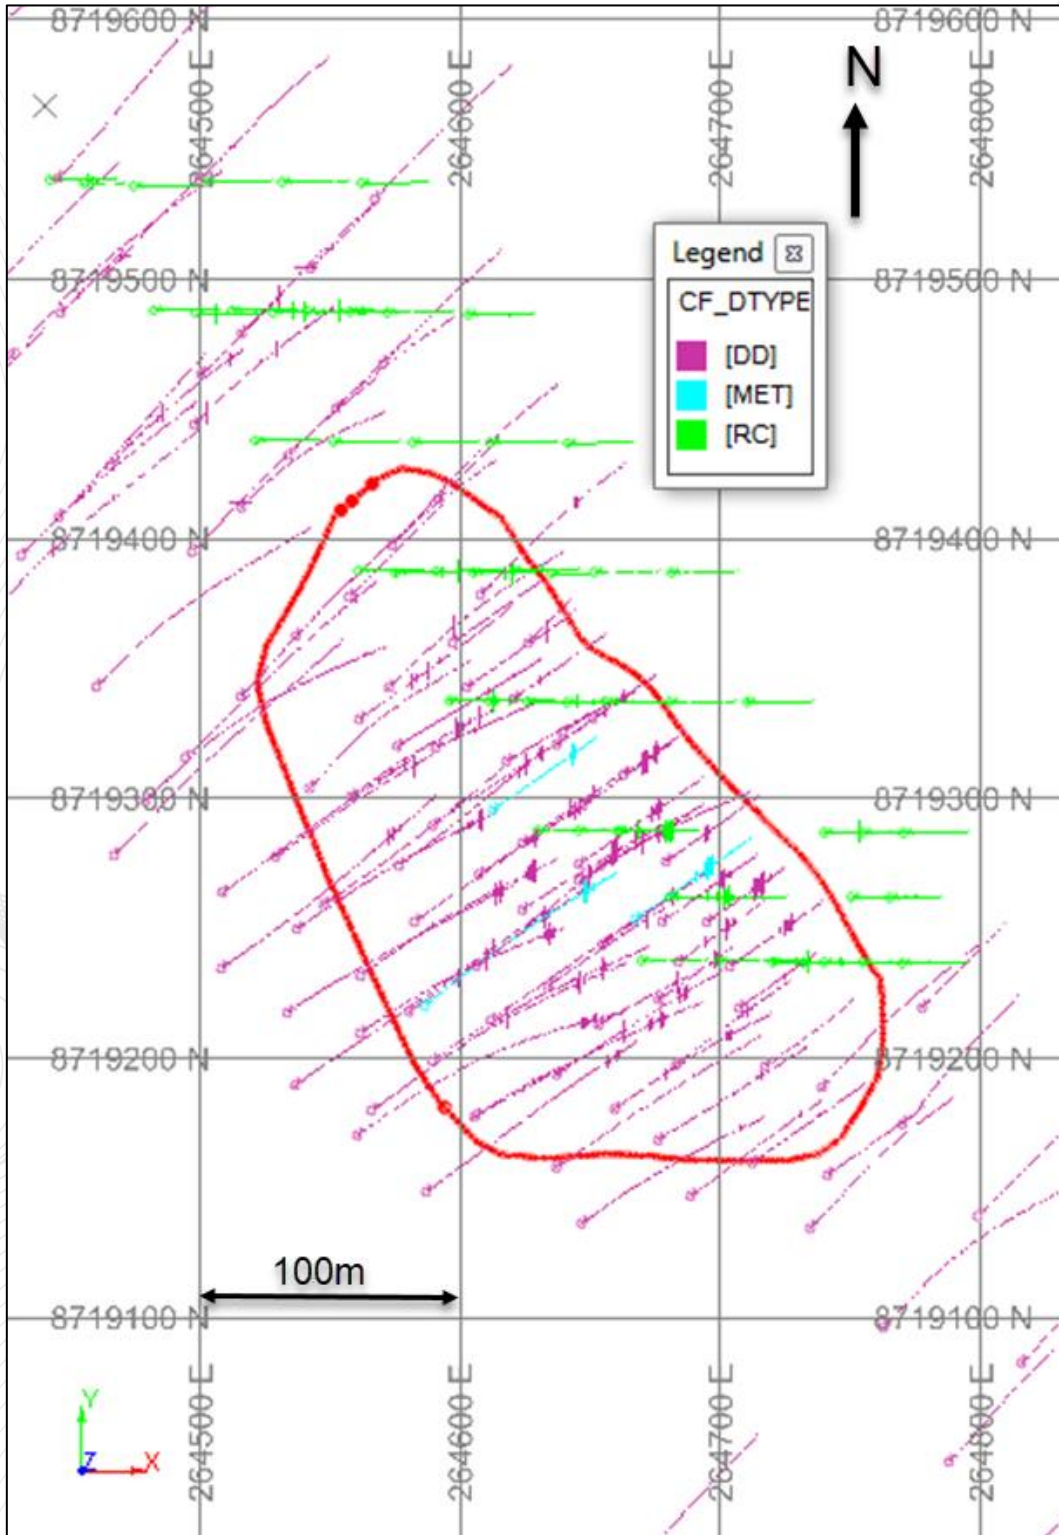 8719600 N
8719600 N
264500 E
264600 E
264700 E
264800 E
N
Legend
CF_DTYPE
[DD]
[MET]
[RC]
8719500 N
8719500 N
8719400 N
8719400 N
8719300 N
8719300 N
8719200 N
8719200 N
100m
8719100 N
8719100 N
Y
Z
X
264500 E
264600 E
264700 E
264800 E